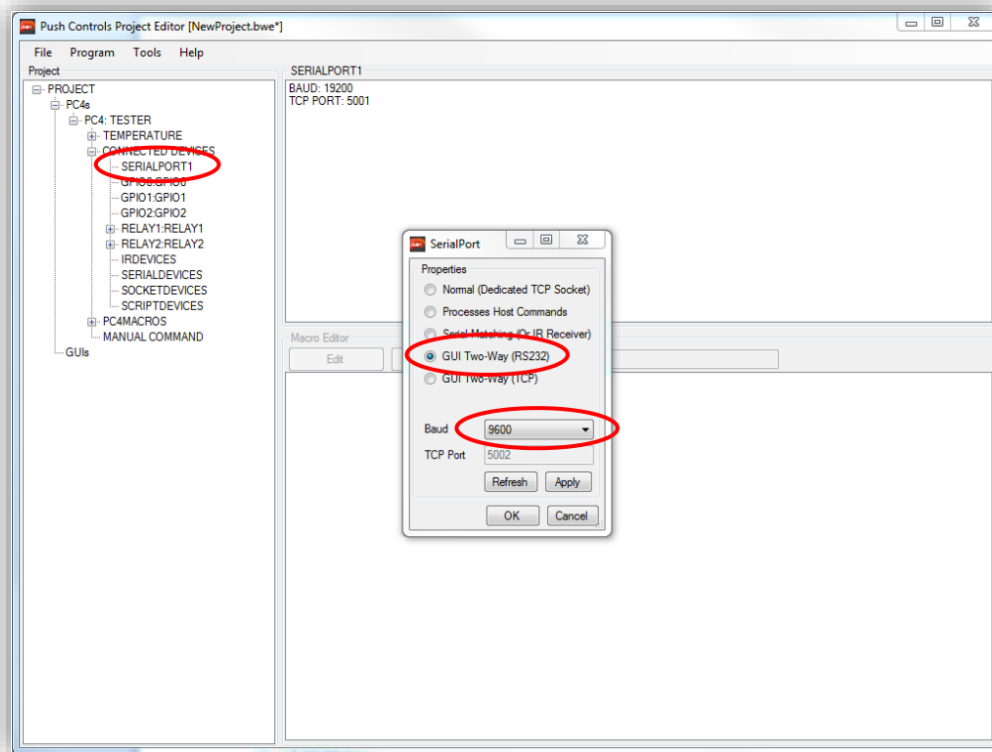 Push Controls Project Editor [NewProject.bwe*]
File Program Tools Help
Project
PROJECT
PC4s
PC4: TESTER
TEMPERATURE
CONNECTED DEVICES
SERIALPORT1
GPIO0:GPIO0
GPIO1:GPIO1
GPIO2:GPIO2
RELAY1:RELAY1
RELAY2:RELAY2
IRDEVICES
SERIALDEVICES
SOCKETDEVICES
SCRIPTDEVICES
PC4MACROS
MANUAL COMMAND
GUIs
SERIALPORT1
BAUD: 19200
TCP PORT: 5001
Macro Editor
Edit
SerialPort
Properties
Normal (Dedicated TCP Socket)
Processes Host Commands
Serial Matching (Or IR Receiver)
GUI Two-Way (RS232)
GUI Two-Way (TCP)
Baud 9600
TCP Port 5002
Refresh Apply
OK Cancel